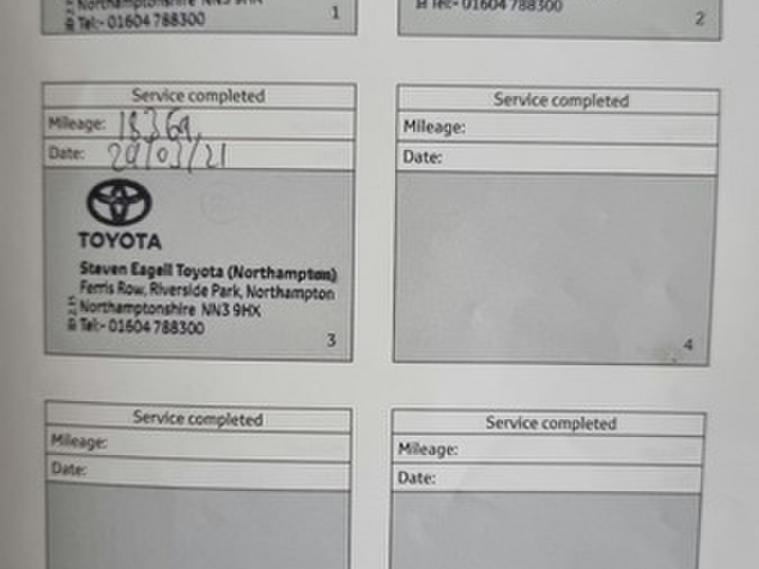 Northamptonshire NN3 9HX
Tel:- 01604 788300
1
Tel:- 01604 788300
2
Service completed
Mileage:
Date: 29/03/21
TOYOTA
Steven Eagell Toyota (Northampton)
Ferris Row, Riverside Park, Northampton
Northamptonshire NN3 9HX
Tel:- 01604 788300
3
Service completed
Mileage:
Date:
4
Service completed
Mileage:
Date:
Service completed
Mileage:
Date: